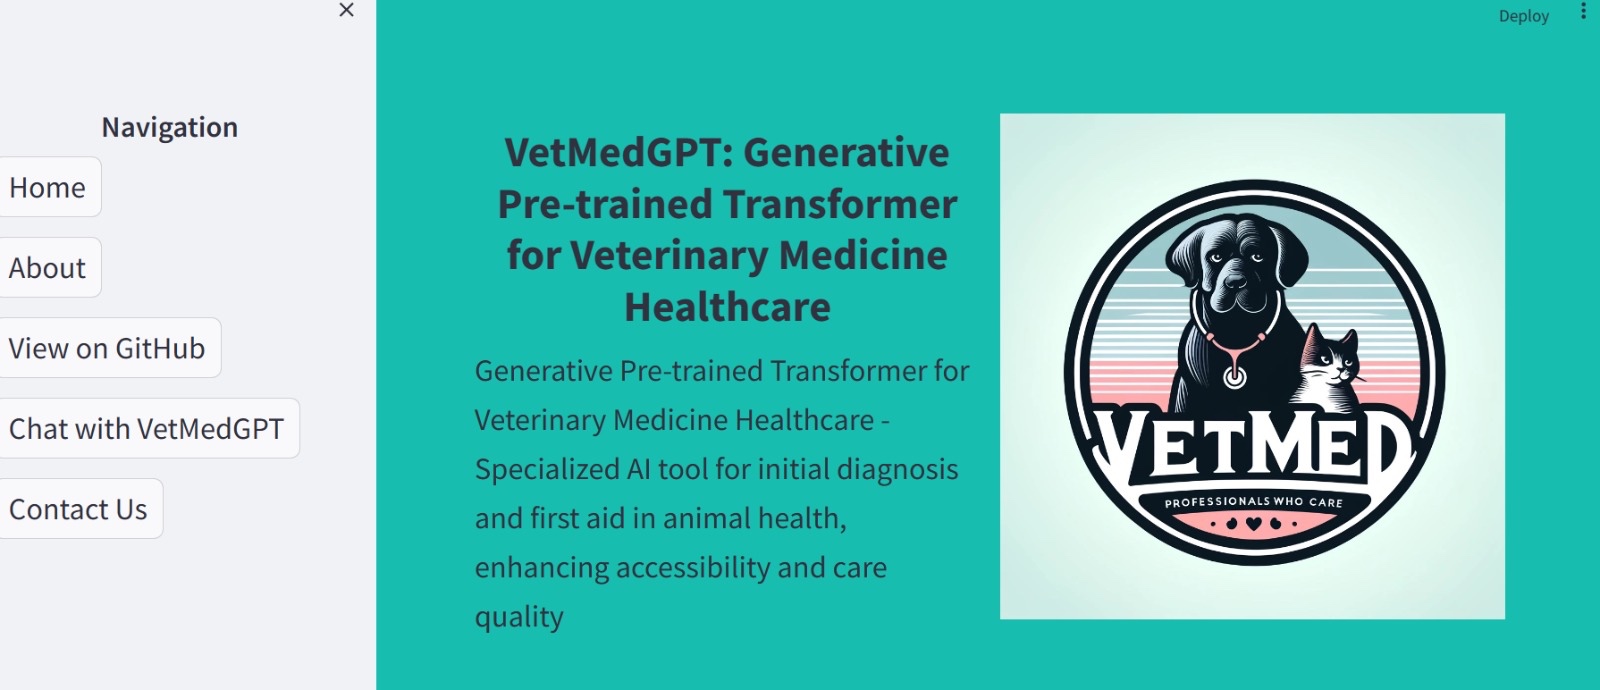 Deploy
Navigation
Home
About
View on GitHub
Chat with VetMedGPT
Contact Us
VetMedGPT: Generative
Pre-trained Transformer
for Veterinary Medicine
Healthcare
Generative Pre-trained Transformer for
Veterinary Medicine Healthcare -
Specialized AI tool for initial diagnosis
and first aid in animal health,
enhancing accessibility and care
quality
VETMED
PROFESSIONALS WHO CARE